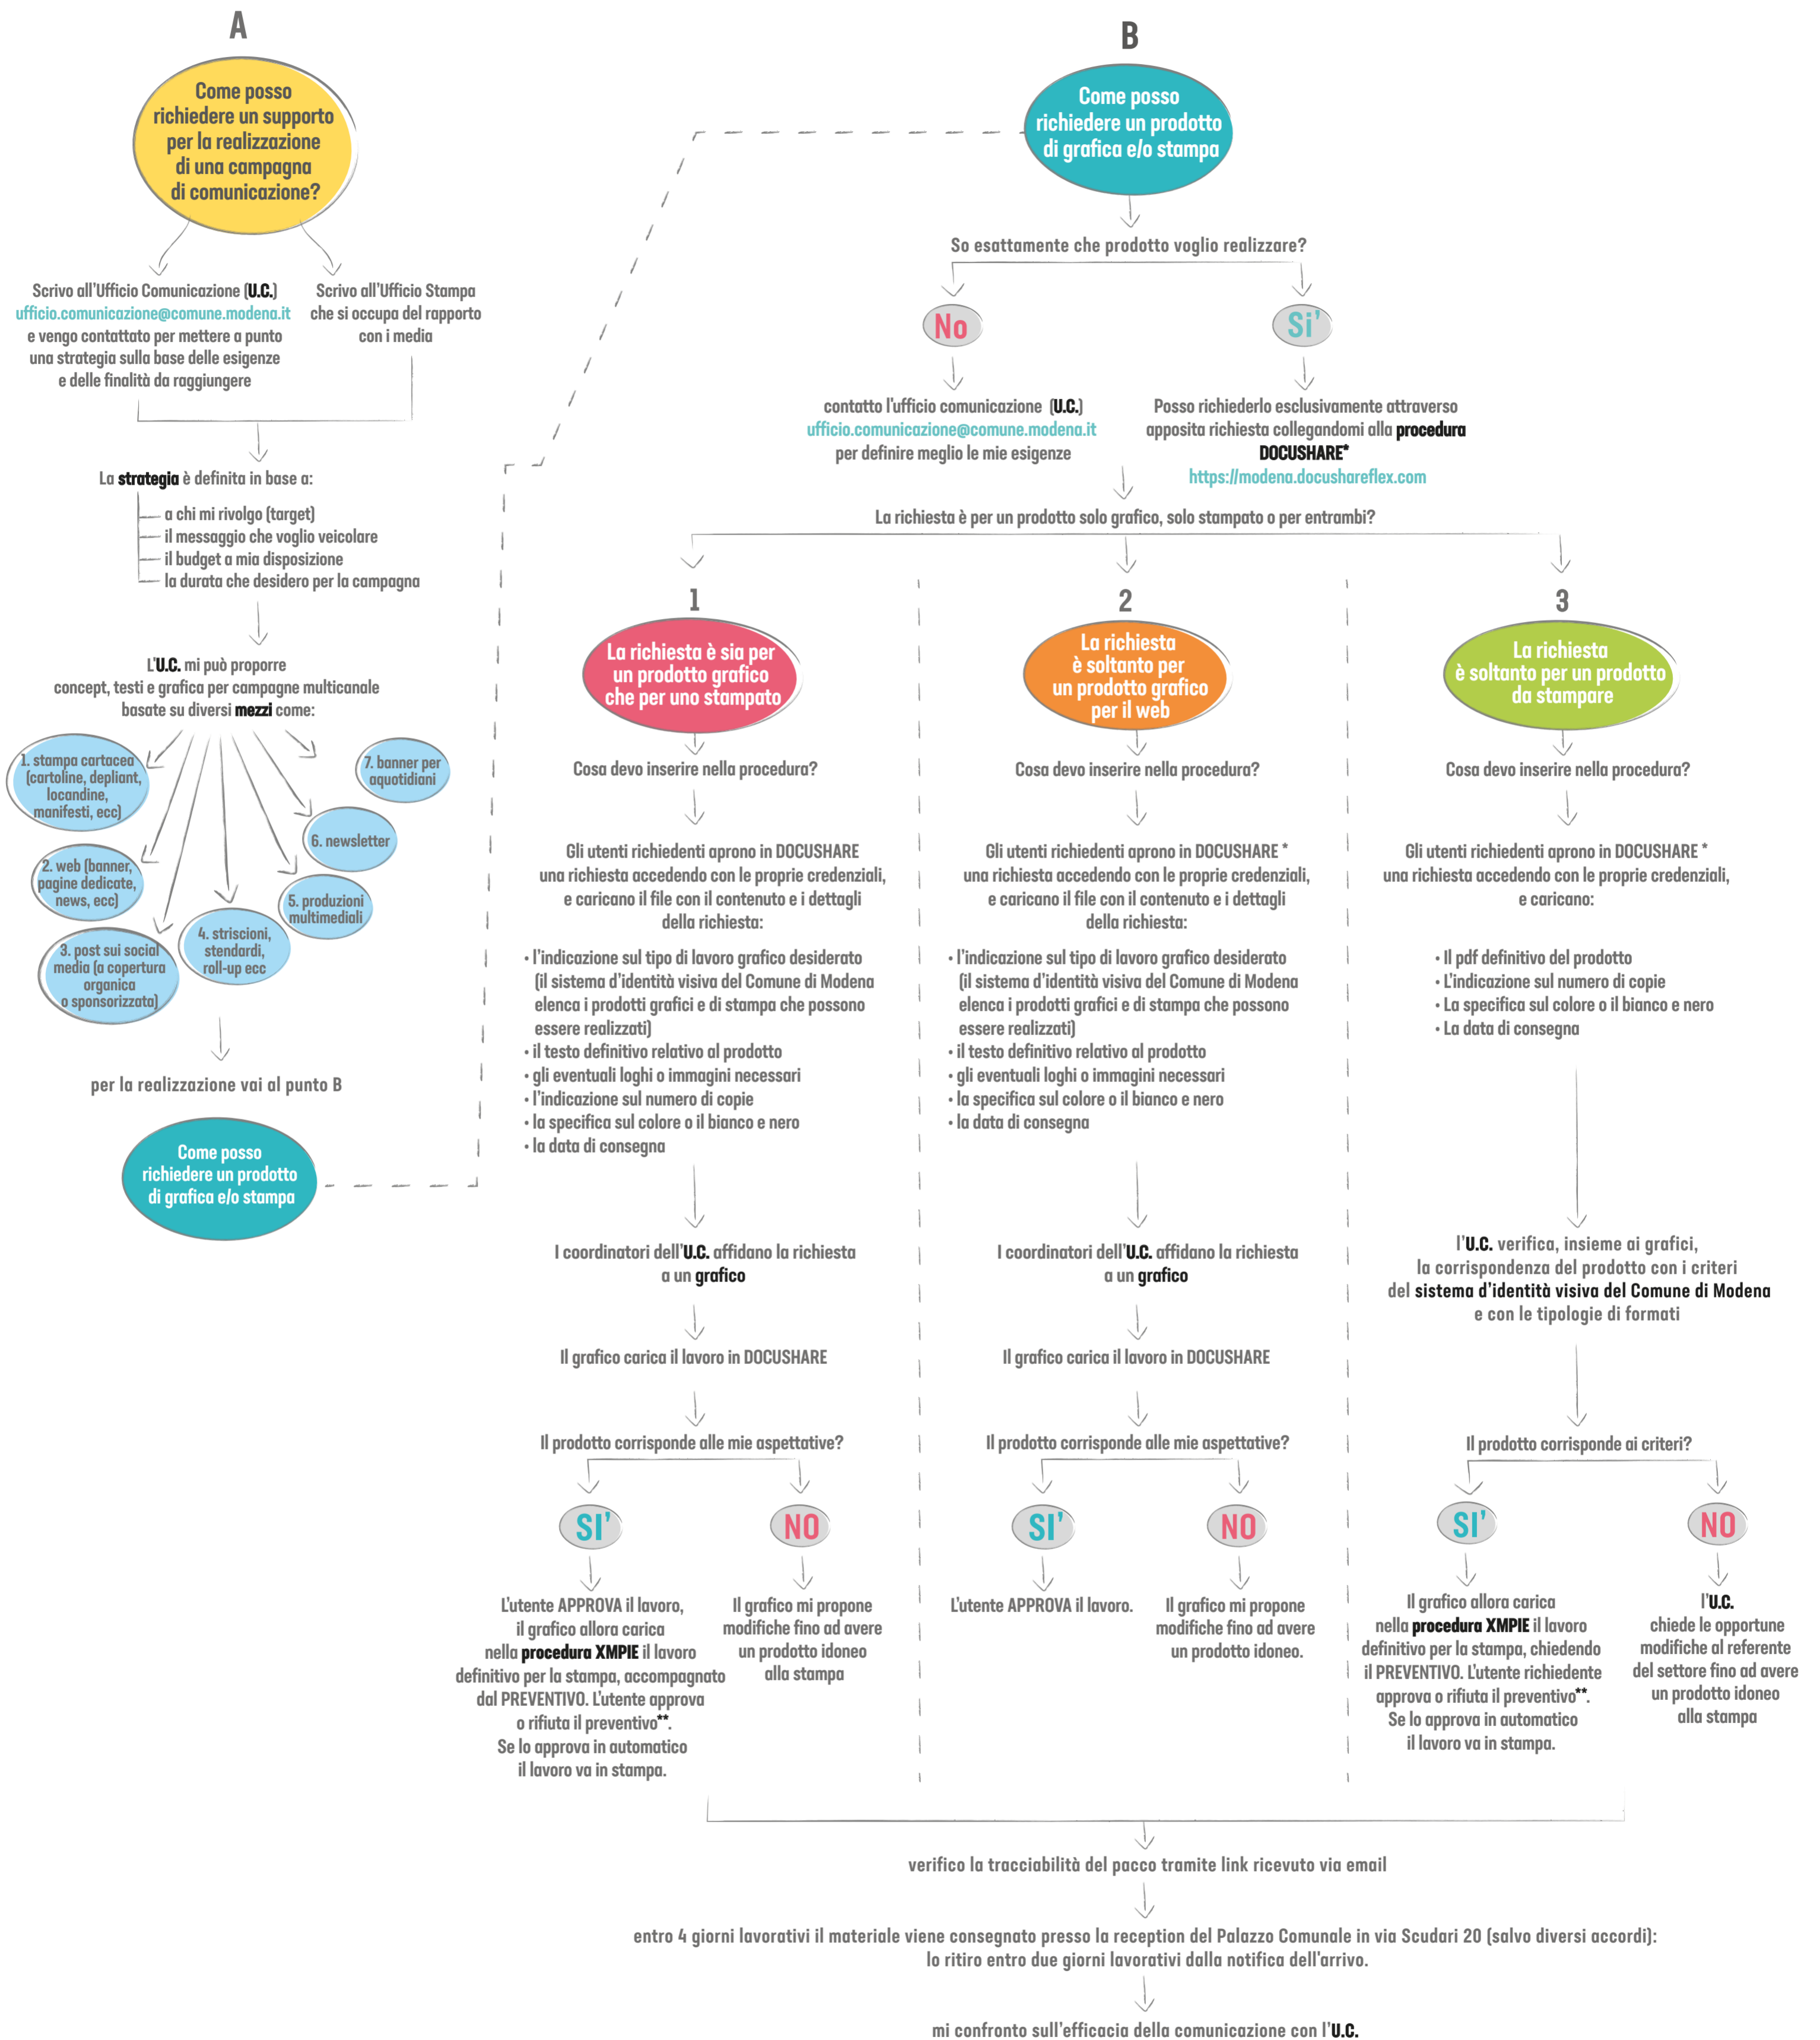 A
Come posso
richiedere un supporto
per la realizzazione
di una campagna
di comunicazione?
Scrivo all'Ufficio Comunicazione (U.C.)
ufficio.comunicazione@comune.modena.it
e vengo contattato per mettere a punto
una strategia sulla base delle esigenze
e delle finalità da raggiungere
Scrivo all'Ufficio Stampa
che si occupa del rapporto
con i media
La strategia è definita in base a:
a chi mi rivolgo (target)
il messaggio che voglio veicolare
il budget a mia disposizione
la durata che desidero per la campagna
L'U.C. mi può proporre
concept, testi e grafica per campagne multicanale
basate su diversi mezzi come:
1. stampa cartacea
(cartoline, depliant,
locandine,
manifesti, ecc)
2. web (banner,
pagine dedicate,
news, ecc)
3. post sui social
media (a copertura
organica
o sponsorizzata)
4. striscioni,
stendardi,
roll-up ecc
5. produzioni
multimediali
6. newsletter
7. banner per
aquotidiani
per la realizzazione vai al punto B
Come posso
richiedere un prodotto
di grafica e/o stampa
B
Come posso
richiedere un prodotto
di grafica e/o stampa
So esattamente che prodotto voglio realizzare?
No
Si'
contatto l'ufficio comunicazione (U.C.)
ufficio.comunicazione@comune.modena.it
per definire meglio le mie esigenze
Posso richiederlo esclusivamente attraverso
apposita richiesta collegandomi alla procedura
DOCUSHARE*
https://modena.docushareflex.com
La richiesta è per un prodotto solo grafico, solo stampato o per entrambi?
1
La richiesta è sia per
un prodotto grafico
che per uno stampato
Cosa devo inserire nella procedura?
Gli utenti richiedenti aprono in DOCUSHARE
una richiesta accedendo con le proprie credenziali,
e caricano il file con il contenuto e i dettagli
della richiesta:
• l'indicazione sul tipo di lavoro grafico desiderato
(il sistema d'identità visiva del Comune di Modena
elenca i prodotti grafici e di stampa che possono
essere realizzati)
• il testo definitivo relativo al prodotto
• gli eventuali loghi o immagini necessari
• l'indicazione sul numero di copie
• la specifica sul colore o il bianco e nero
• la data di consegna
I coordinatori dell'U.C. affidano la richiesta
a un grafico
Il grafico carica il lavoro in DOCUSHARE
Il prodotto corrisponde alle mie aspettative?
SI'
NO
L'utente APPROVA il lavoro,
il grafico allora carica
nella procedura XMPIE il lavoro
definitivo per la stampa, accompagnato
dal PREVENTIVO. L'utente approva
o rifiuta il preventivo**.
Se lo approva in automatico
il lavoro va in stampa.
Il grafico mi propone
modifiche fino ad avere
un prodotto idoneo
alla stampa
2
La richiesta
è soltanto per
un prodotto grafico
per il web
Cosa devo inserire nella procedura?
Gli utenti richiedenti aprono in DOCUSHARE *
una richiesta accedendo con le proprie credenziali,
e caricano il file con il contenuto e i dettagli
della richiesta:
• l'indicazione sul tipo di lavoro grafico desiderato
(il sistema d'identità visiva del Comune di Modena
elenca i prodotti grafici e di stampa che possono
essere realizzati)
• il testo definitivo relativo al prodotto
• gli eventuali loghi o immagini necessari
• la specifica sul colore o il bianco e nero
• la data di consegna
I coordinatori dell'U.C. affidano la richiesta
a un grafico
Il grafico carica il lavoro in DOCUSHARE
Il prodotto corrisponde alle mie aspettative?
SI'
NO
L'utente APPROVA il lavoro.
Il grafico mi propone
modifiche fino ad avere
un prodotto idoneo.
3
La richiesta
è soltanto per un prodotto
da stampare
Cosa devo inserire nella procedura?
Gli utenti richiedenti aprono in DOCUSHARE *
una richiesta accedendo con le proprie credenziali,
e caricano:
• Il pdf definitivo del prodotto
• L'indicazione sul numero di copie
• La specifica sul colore o il bianco e nero
• La data di consegna
l'U.C. verifica, insieme ai grafici,
la corrispondenza del prodotto con i criteri
del sistema d'identità visiva del Comune di Modena
e con le tipologie di formati
Il prodotto corrisponde ai criteri?
SI'
NO
Il grafico allora carica
nella procedura XMPIE il lavoro
definitivo per la stampa, chiedendo
il PREVENTIVO. L'utente richiedente
approva o rifiuta il preventivo**.
Se lo approva in automatico
il lavoro va in stampa.
l'U.C.
chiede le opportune
modifiche al referente
del settore fino ad avere
un prodotto idoneo
alla stampa
verifico la tracciabilità del pacco tramite link ricevuto via email
entro 4 giorni lavorativi il materiale viene consegnato presso la reception del Palazzo Comunale in via Scudari 20 (salvo diversi accordi):
lo ritiro entro due giorni lavorativi dalla notifica dell'arrivo.
mi confronto sull'efficacia della comunicazione con l'U.C.